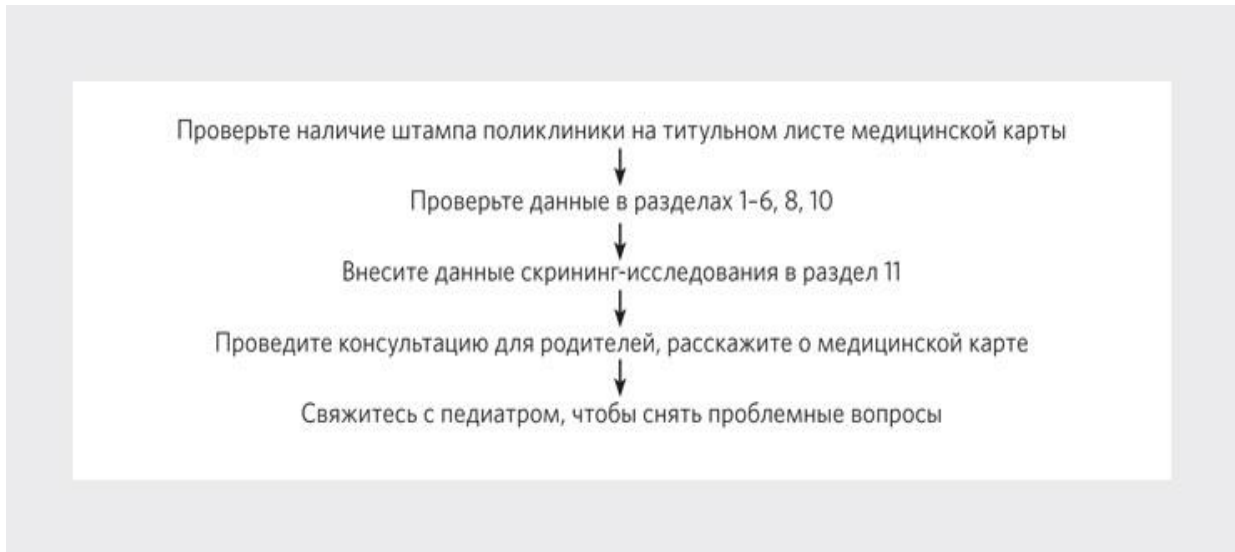 Проверьте наличие штампа поликлиники на титульном листе медицинской карты
Проверьте данные в разделах 1-6, 8, 10
Внесите данные скрининг-исследования в раздел 11
Проведите консультацию для родителей, расскажите о медицинской карте
Свяжитесь с педиатром, чтобы снять проблемные вопросы